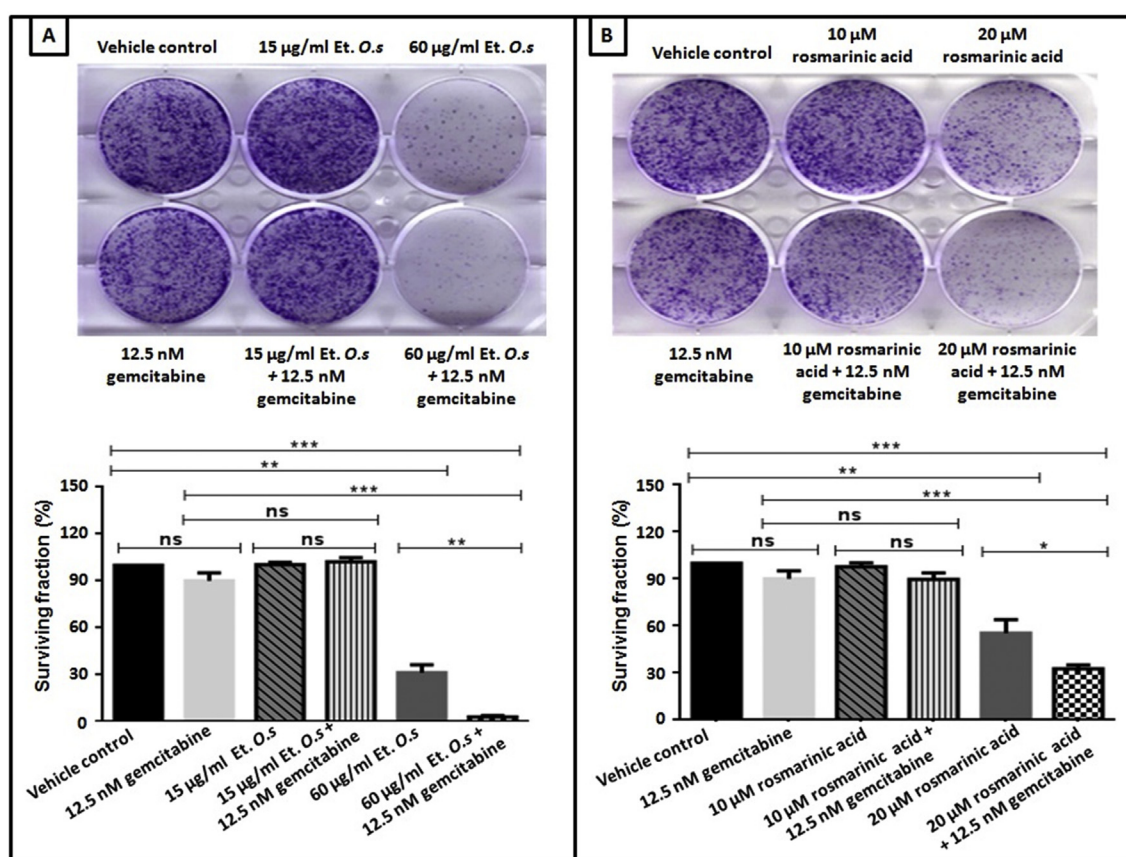 A
Vehicle control
15 µg/ml Et. O.s
60 µg/ml Et. O.s
12.5 nM
gemcitabine
15 µg/ml Et. O.s
+ 12.5 nM
gemcitabine
60 µg/ml Et. O.s
+ 12.5 nM
gemcitabine
***
**
***
ns
ns
ns
**
Surviving fraction (%)
150
120
90
60
30
0
Vehicle control
12.5 nM gemcitabine
15 µg/ml Et. O.s
15 µg/ml Et. O.s +
12.5 nM gemcitabine
60 µg/ml Et. O.s
60 µg/ml Et. O.s +
12.5 nM gemcitabine
B
Vehicle control
10 µM
rosmarinic acid
20 µM
rosmarinic acid
12.5 nM
gemcitabine
10 µM rosmarinic
acid + 12.5 nM
gemcitabine
20 µM rosmarinic
acid + 12.5 nM
gemcitabine
***
**
***
ns
ns
ns
*
Surviving fraction (%)
150
120
90
60
30
0
Vehicle control
12.5 nM gemcitabine
10 µM rosmarinic acid
10 µM rosmarinic acid +
12.5 nM gemcitabine
20 µM rosmarinic acid
20 µM rosmarinic acid
+ 12.5 nM gemcitabine